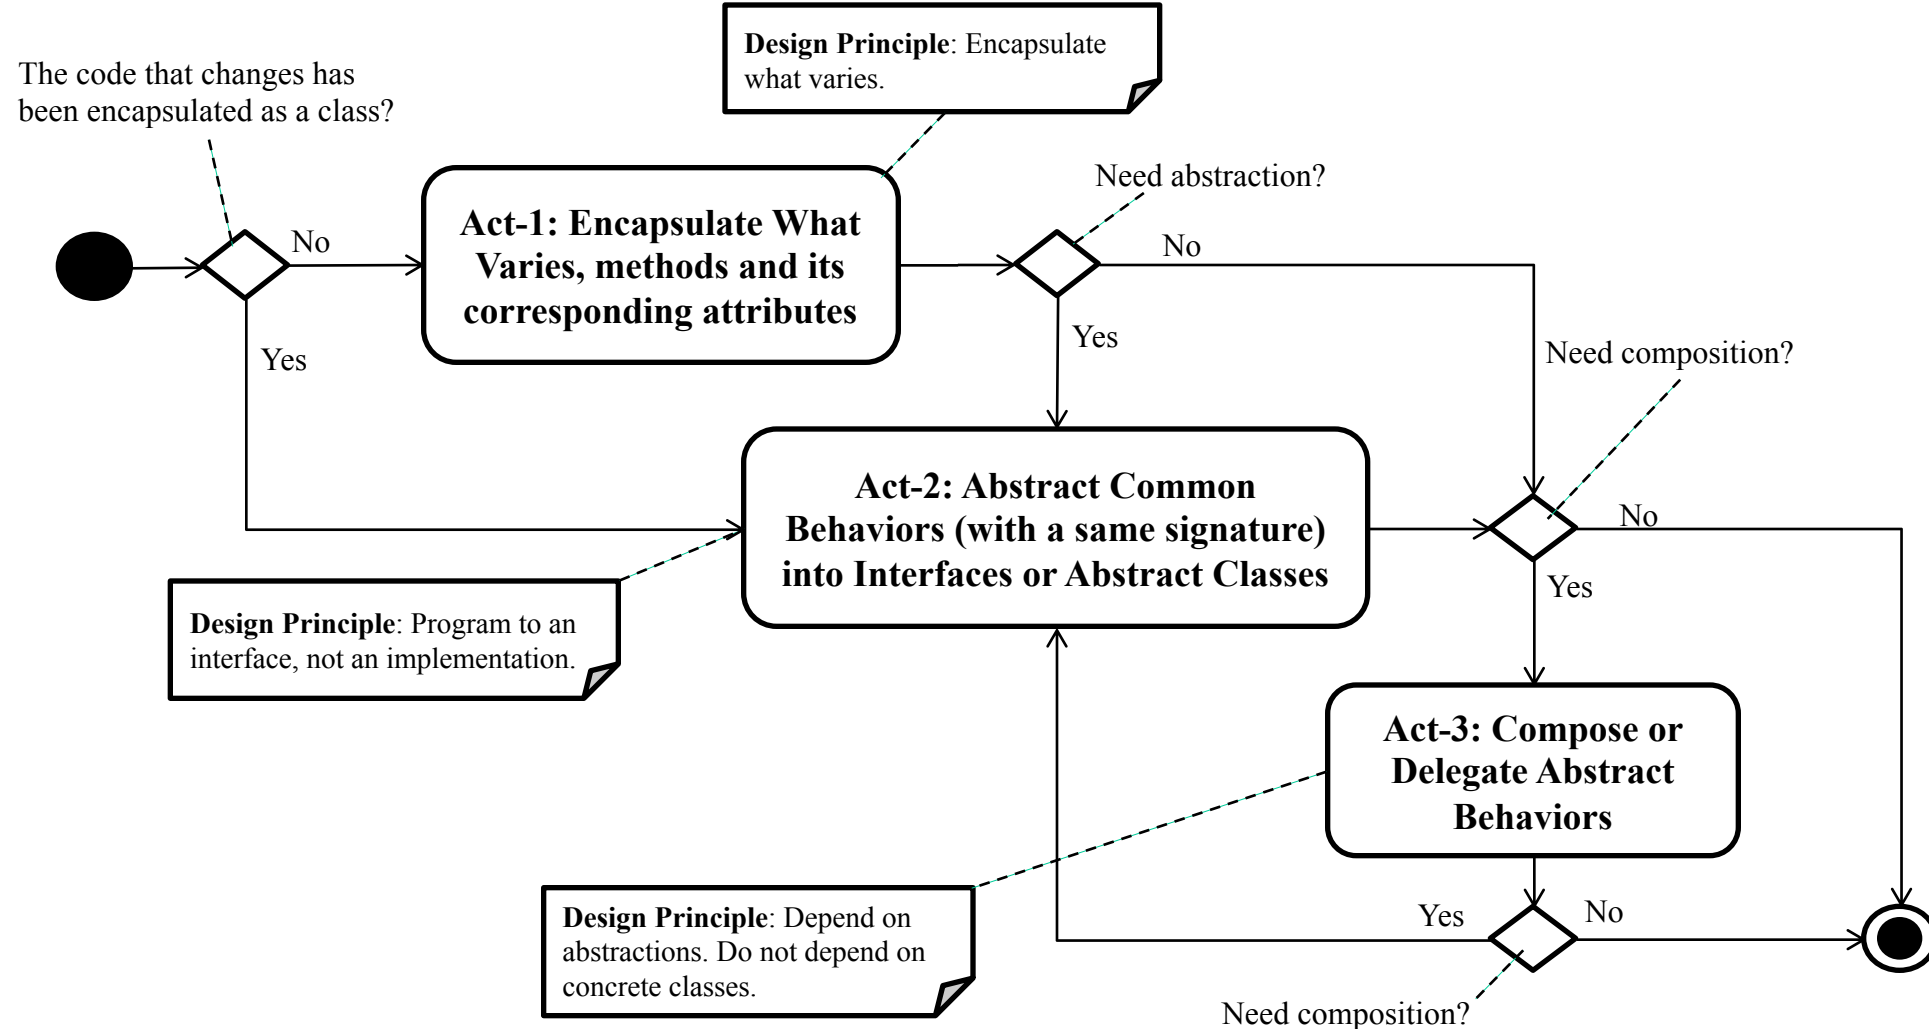 Design Principle: Encapsulate
what varies.
The code that changes has
been encapsulated as a class?
Need abstraction?
No
Act-1: Encapsulate What
Varies, methods and its
corresponding attributes
No
Yes
Yes
Need composition?
Act-2: Abstract Common
Behaviors (with a same signature)
into Interfaces or Abstract Classes
No
Yes
Design Principle: Program to an
interface, not an implementation.
Act-3: Compose or
Delegate Abstract
Behaviors
Design Principle: Depend on
abstractions. Do not depend on
concrete classes.
Yes
No
Need composition?